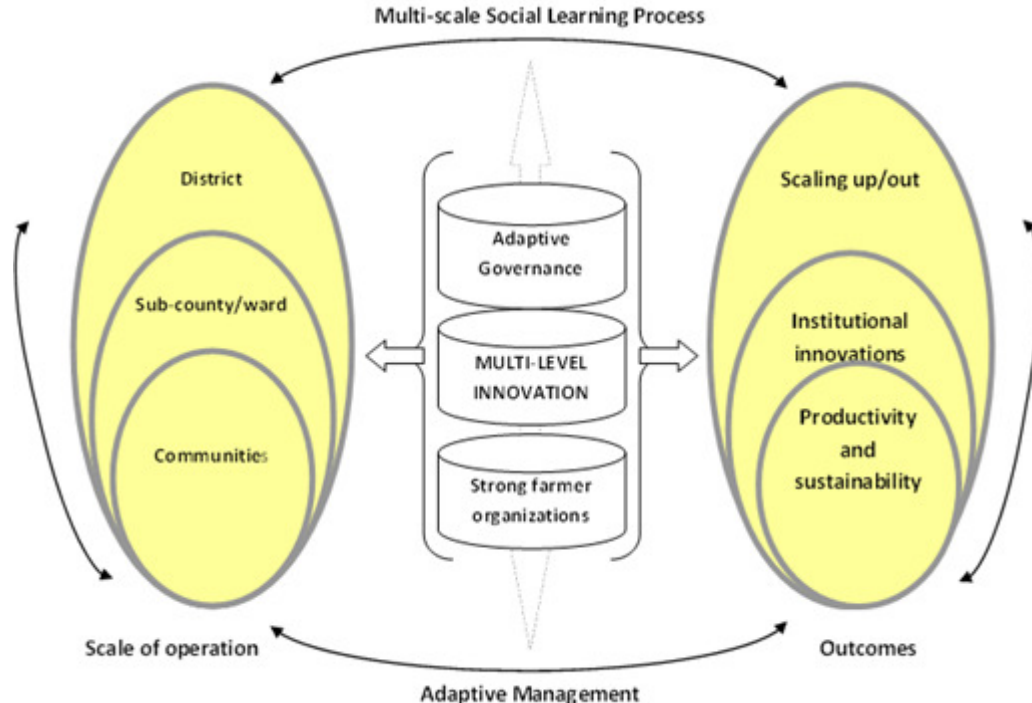 Multi-scale Social Learning Process
District
Sub-county/ward
Communities
Adaptive
Governance
MULTI-LEVEL
INNOVATION
Strong farmer
organizations
Scaling up/out
Institutional
innovations
Productivity
and
sustainability
Scale of operation
Outcomes
Adaptive Management